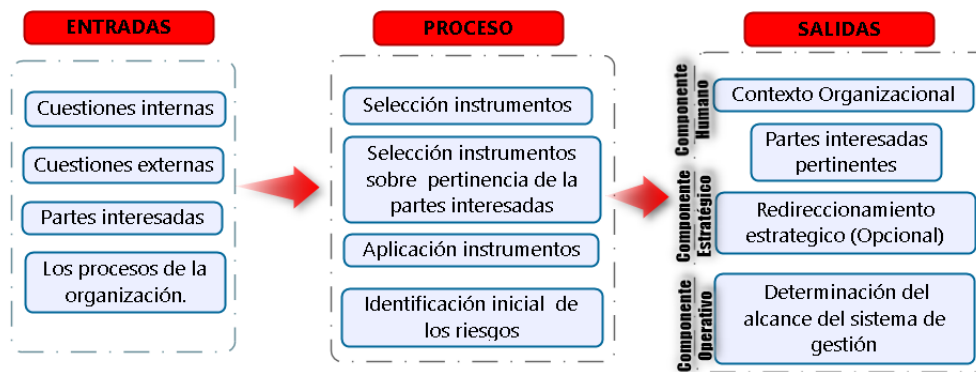 ENTRADAS
Cuestiones internas
Cuestiones externas
Partes interesadas
Los procesos de la
organización.
PROCESO
Selección instrumentos
Selección instrumentos
sobre pertinencia de la
partes interesadas
Aplicación instrumentos
Identificación inicial de
los riesgos
SALIDAS
Componente
Humano
Contexto Organizacional
Partes interesadas
pertinentes
Componente
Estratégico
Redireccionamiento
estrategico (Opcional)
Componente
Operativo
Determinación del
alcance del sistema de
gestión